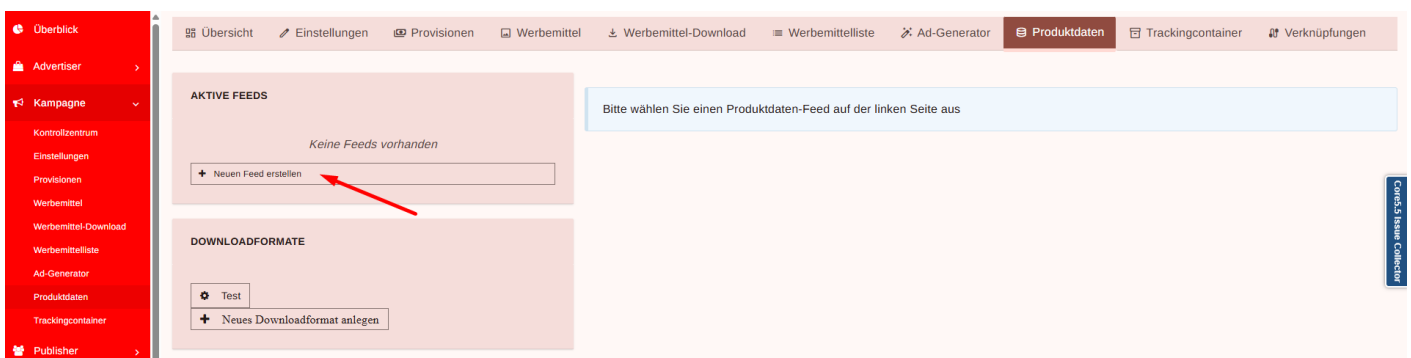 Überblick
Advertiser
Kampagne
Kontrollzentrum
Einstellungen
Provisionen
Werbemittel
Werbemittel-Download
Werbemittelliste
Ad-Generator
Produktdaten
Trackingcontainer
Publisher
Übersicht Einstellungen Provisionen Werbemittel Werbemittel-Download Werbemittelliste Ad-Generator Produktdaten Trackingcontainer Verknüpfungen
AKTIVE FEEDS
Keine Feeds vorhanden
Neuen Feed erstellen
DOWNLOADFORMATE
Test
Neues Downloadformat anlegen
Bitte wählen Sie einen Produktdaten-Feed auf der linken Seite aus
Core5.5 Issue Collector